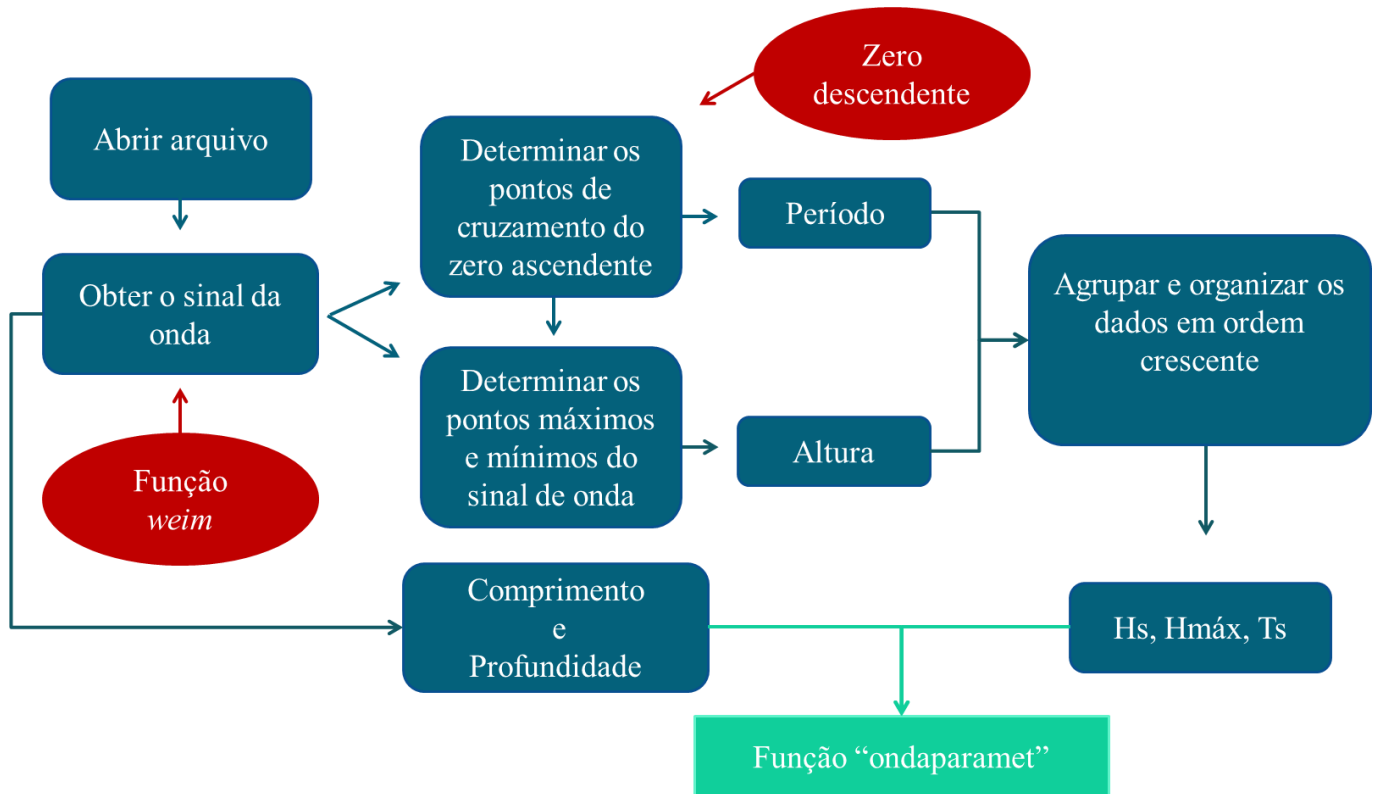 Zero
descendente
Abrir arquivo
Determinar os
pontos de
cruzamento do
zero ascendente
Período
Obter o sinal da
onda
Agrupar e organizar os
dados em ordem
crescente
Determinar os
pontos máximos
e mínimos do
sinal de onda
Altura
Função
weim
Comprimento
e
Profundidade
Hs, Hmáx, Ts
Função “ondaparamet”